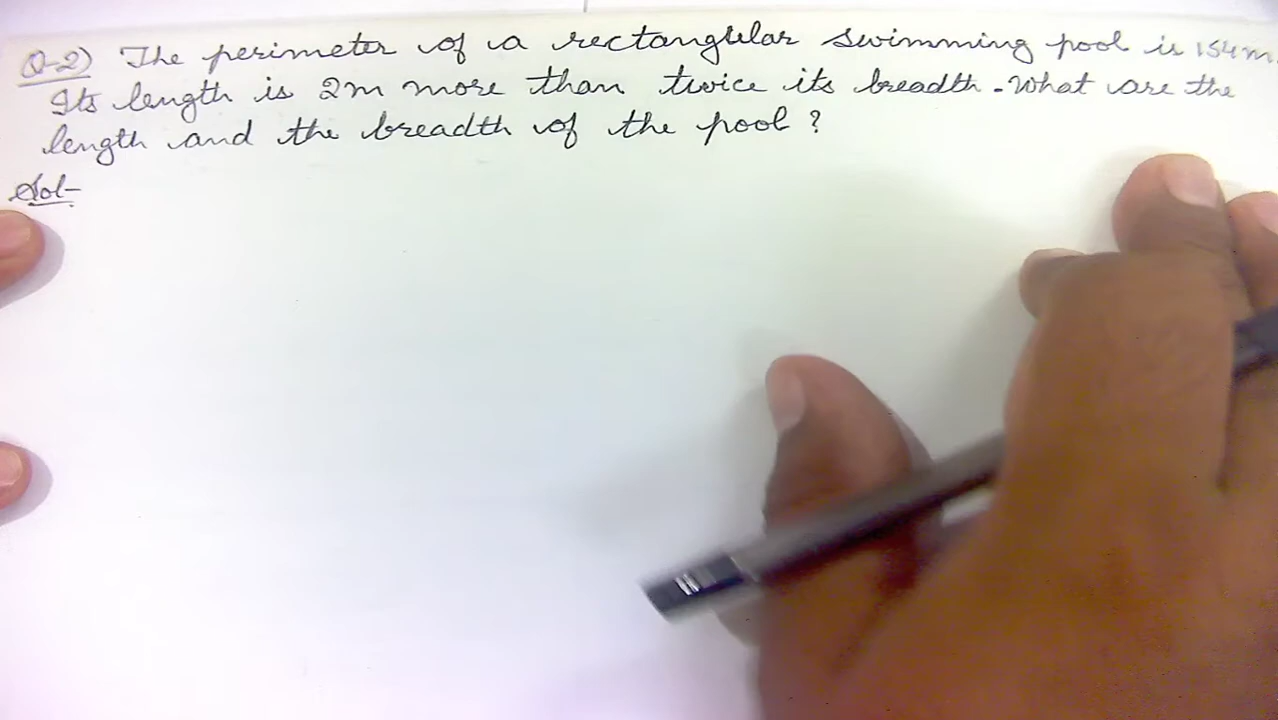 Q-2) The perimeter of a rectangular swimming pool is 154m.
Its length is 2m more than twice its breadth. What are the
length and the breadth of the pool ?
Sol-